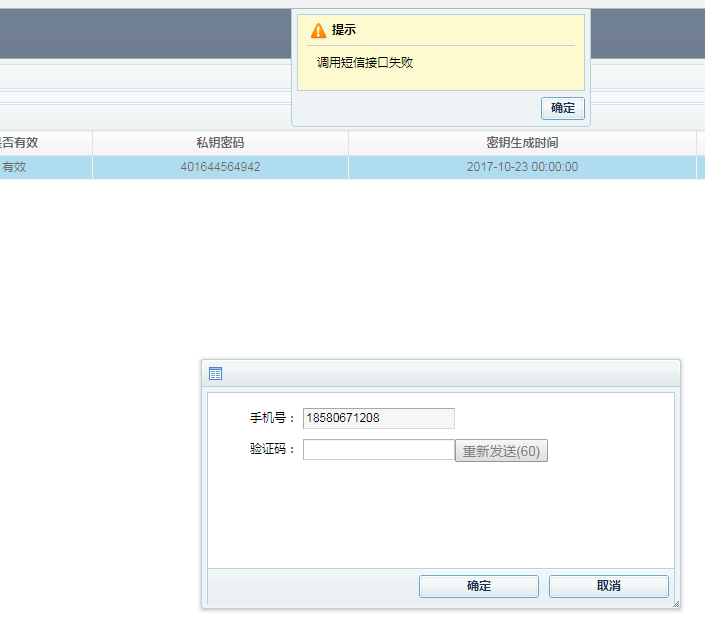 提示
调用短信接口失败
确定
是否有效
私钥密码
密钥生成时间
有效
401644564942
2017-10-23 00:00:00
手机号：
18580671208
验证码：
重新发送(60)
确定
取消